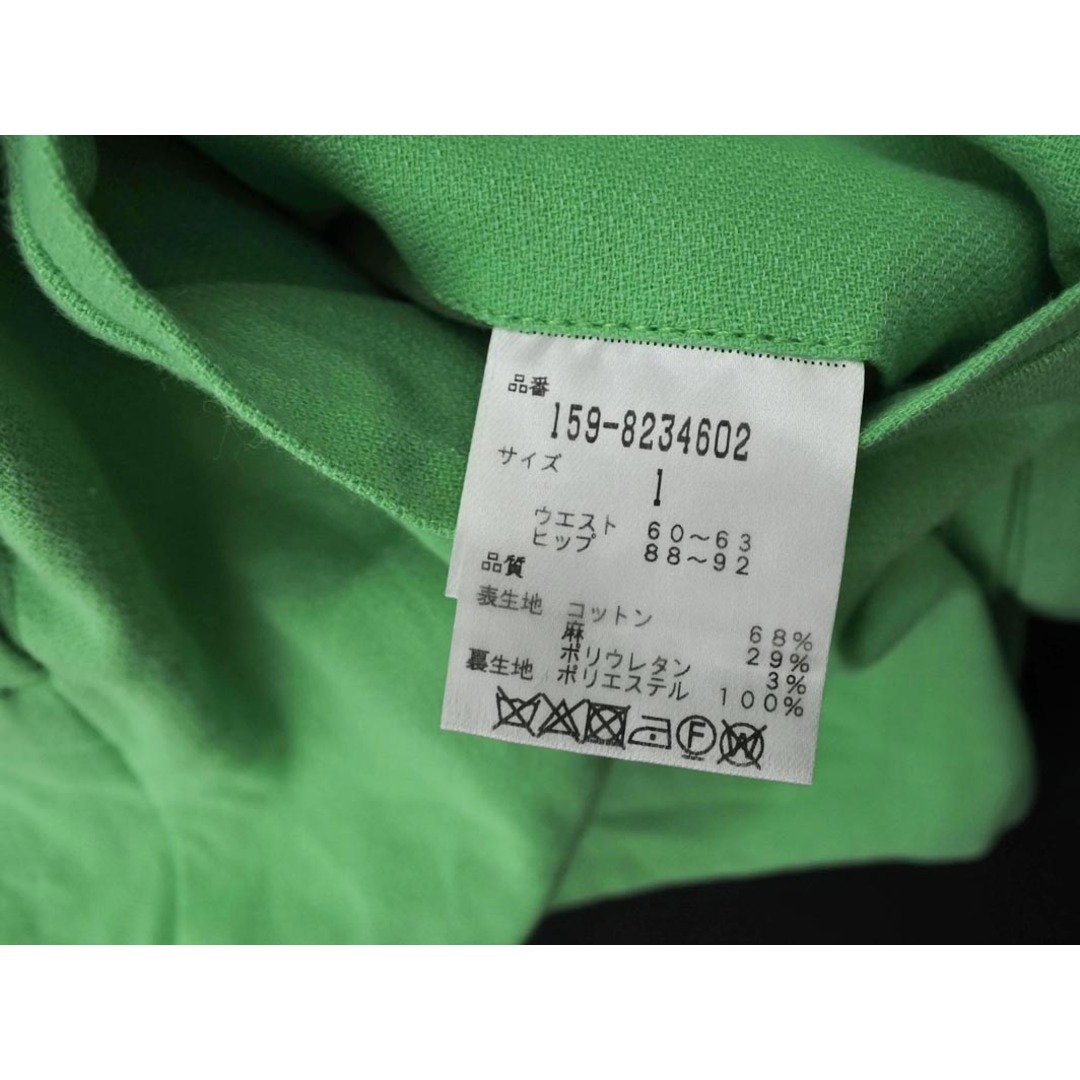 品番
159-8234602
サイズ
1
ウエスト 60〜63
ヒップ 88〜92
品質
表生地 コットン 68%
麻 29%
ポリウレタン 3%
裏生地 ポリエステル 100%
F W